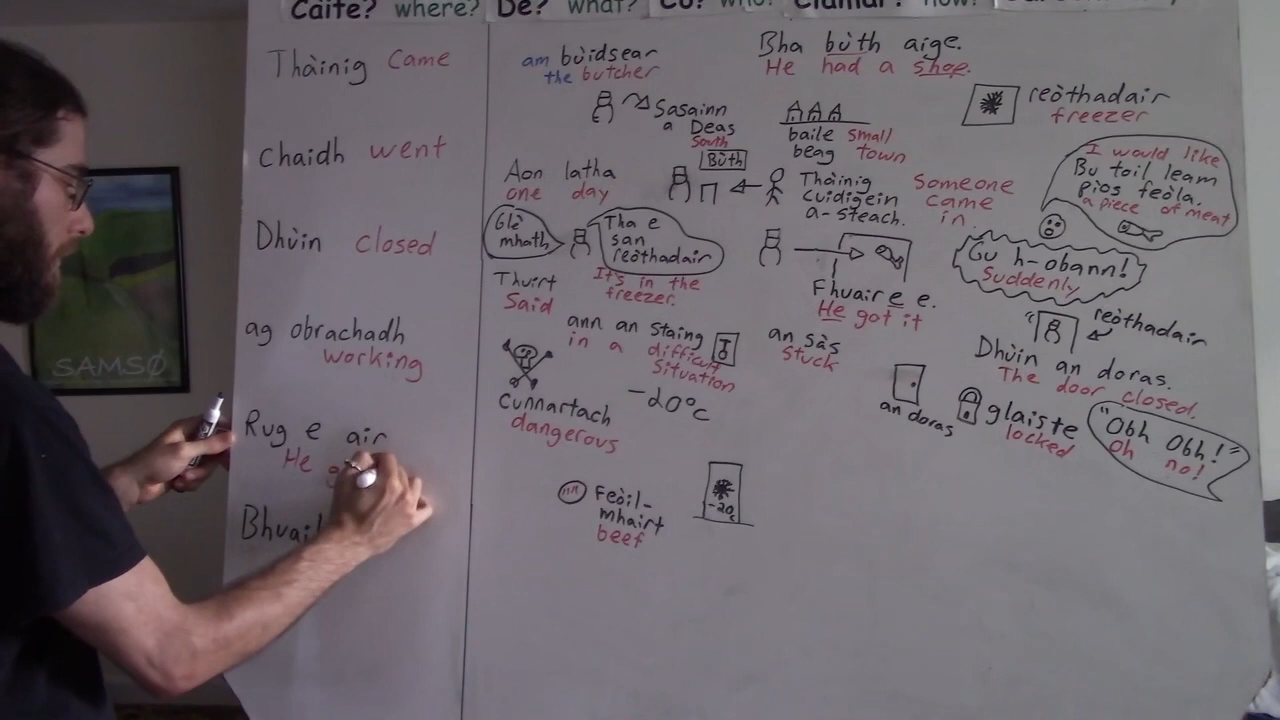 Càite? where? Dè? what? Cò? who? Ciamar? how?
Thàinig came
chaidh went
Dhùin closed
ag obrachadh
working
Rug e air
He g
Bhuail
am bùidsear
the butcher
Bha bùth aige.
He had a shop.
Sasainn
a Deas
South
baile small
beag town
reòthadair
freezer
Aon latha
one day
Bùth
Thàinig
cuidigein
a-steach.
Someone
came
in.
I would like
Bu toil leam
pìos feòla.
a piece of meat
Glè
mhath
Tha e
san
reòthadair
It's in the
freezer.
Thuirt
Said
Fhuair e e.
He got it
Gu h-obann!
Suddenly
ann an staing
in a difficult
situation
an sàs
stuck
reòthadair
Dhùin an doras.
The door closed.
Cunnartach
dangerous
-20°C
an doras
glaiste
locked
"Obh Obh!"
Oh no!
Feòil-
mhairt
beef
-20c
SAMSØ